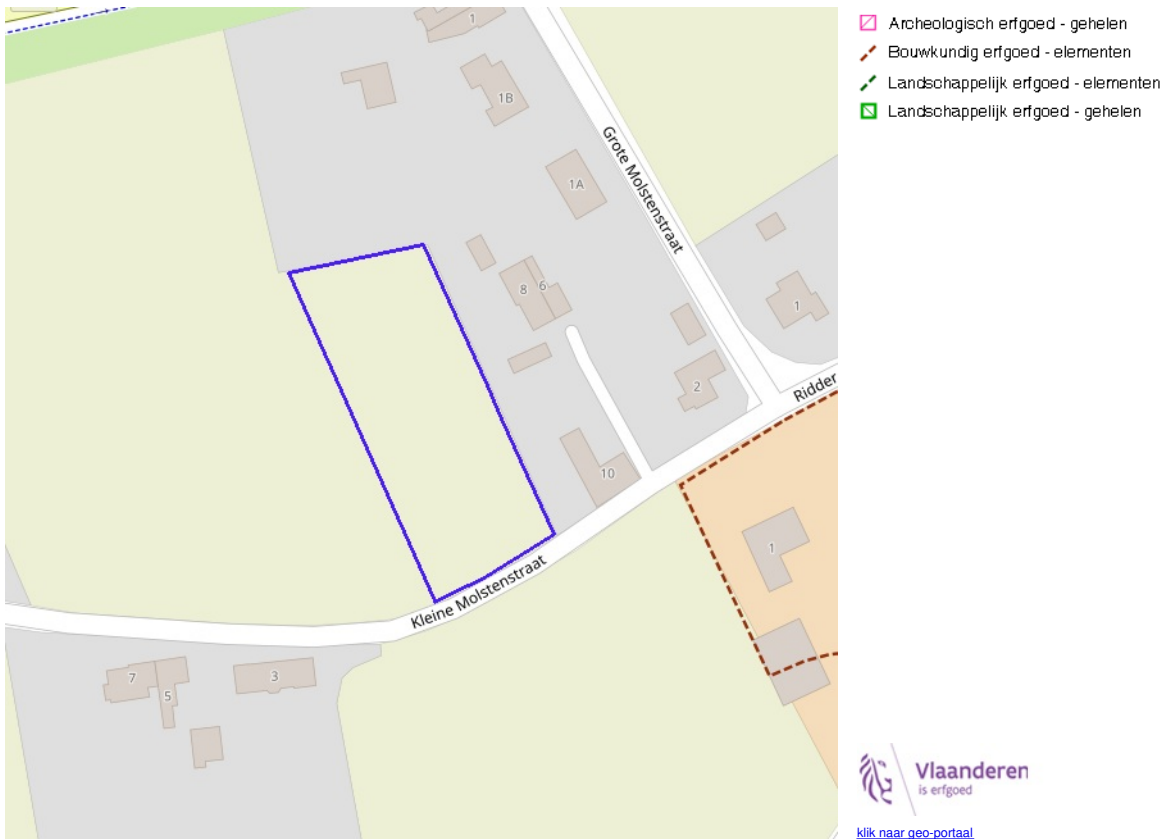 1
1B
1A
Grote Molstenstraat
8
6
1
2
Ridder
10
1
Kleine Molstenstraat
7
5
3
Archeologisch erfgoed - gehelen
Bouwkundig erfgoed - elementen
Landschappelijk erfgoed - elementen
Landschappelijk erfgoed - gehelen
Vlaanderen
is erfgoed
klik naar geo-portaal